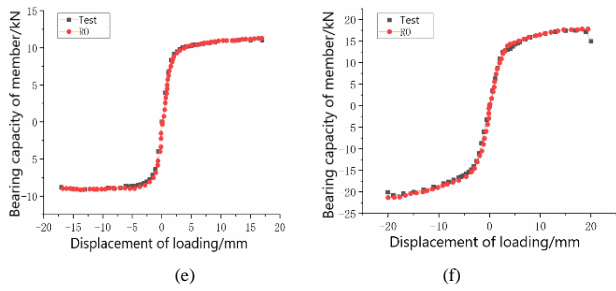 15
10
5
0
5
-10
Bearing capacity of member/kN
Test
RO
-20 -15 -10 -5 0 5 10 15 20
Displacement of loading/mm
(e)
20
15
10
5
0
-5
-10
-15
-20
-25
Bearing capacity of member/kN
Test
RO
-20 -10 0 10 20
Displacement of loading/mm
(f)